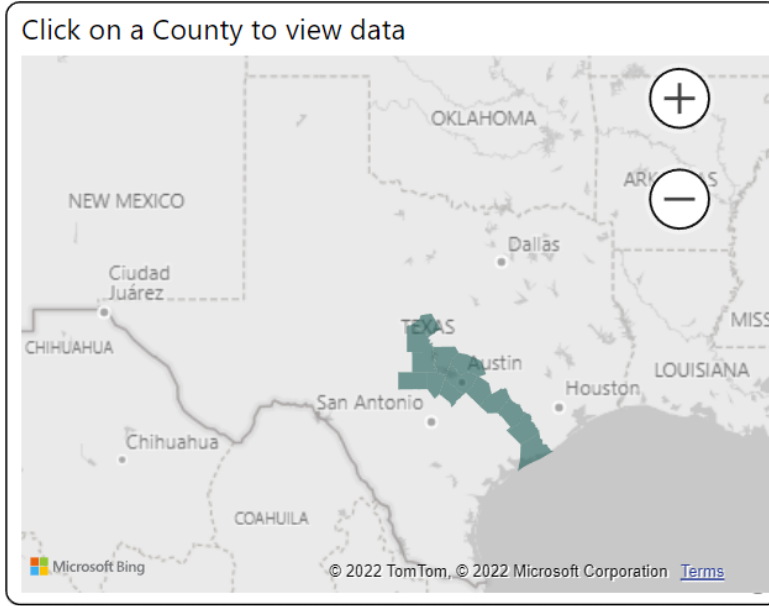 Click on a County to view data
OKLAHOMA
ARKANSAS
NEW MEXICO
Dallas
Ciudad
Juárez
TEXAS
MISS
CHIHUAHUA
Austin
LOUISIANA
Houston
San Antonio
Chihuahua
COAHUILA
Microsoft Bing
© 2022 TomTom, © 2022 Microsoft Corporation Terms